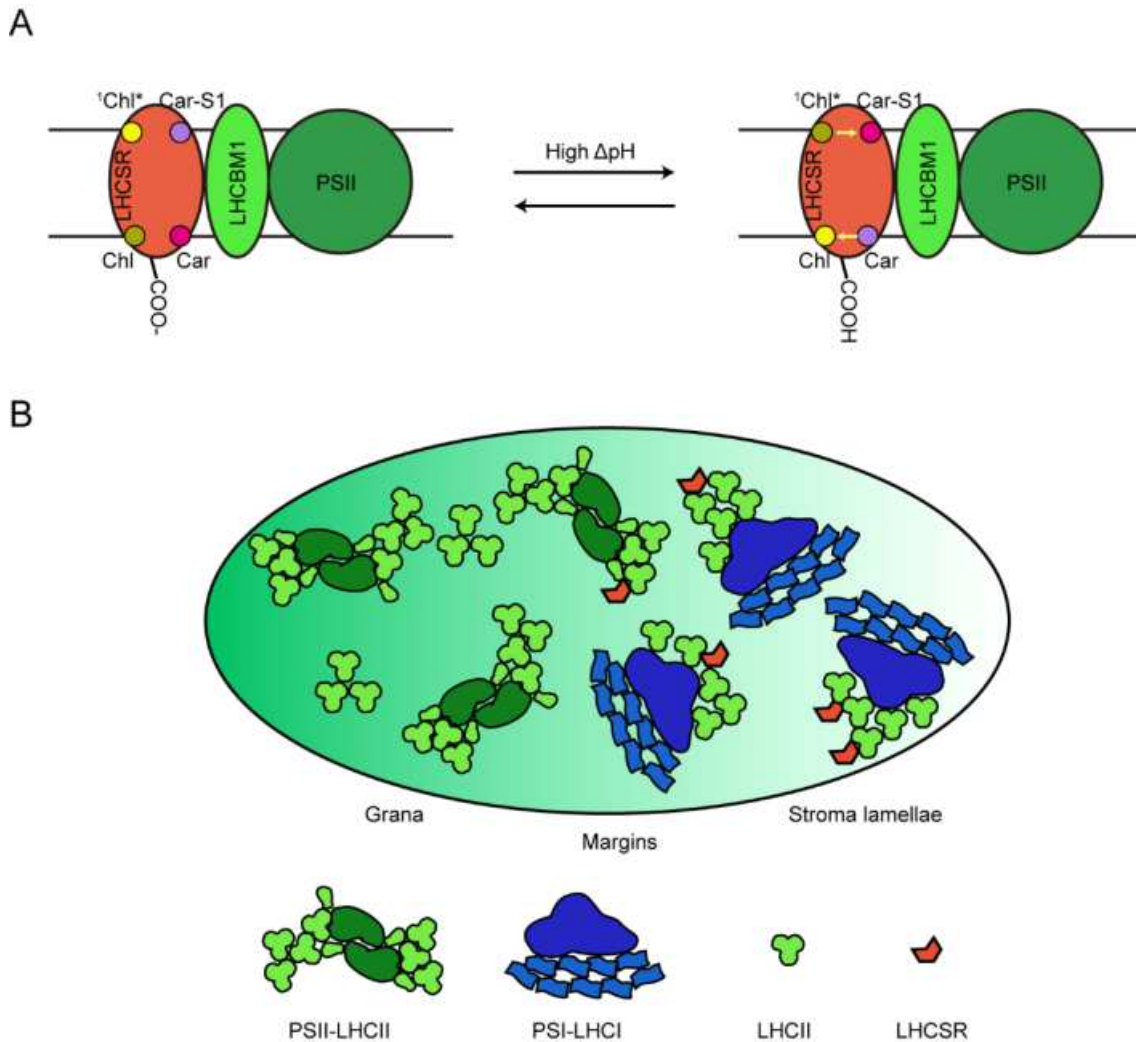 A
¹Chl* Car-S1
LHCSR
LHCBM1
PSII
Chl Car
COO-
High ΔpH
¹Chl* Car-S1
LHCSR
LHCBM1
PSII
Chl Car
COOH
B
Grana
Margins
Stroma lamellae
PSII-LHCII
PSI-LHCI
LHCII
LHCSR